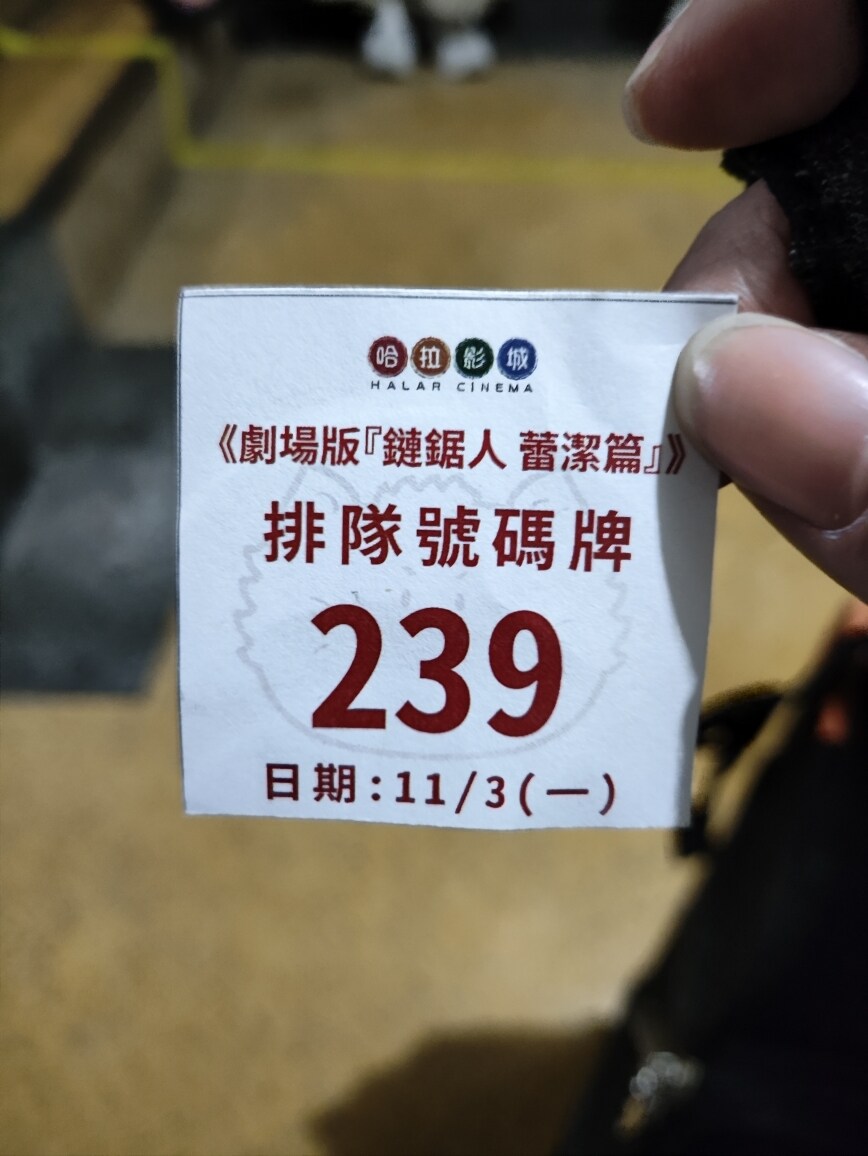 哈拉影城
HALAR CINEMA
《劇場版『鏈鋸人 蕾潔篇』》
排隊號碼牌
239
日期:11/3(一)